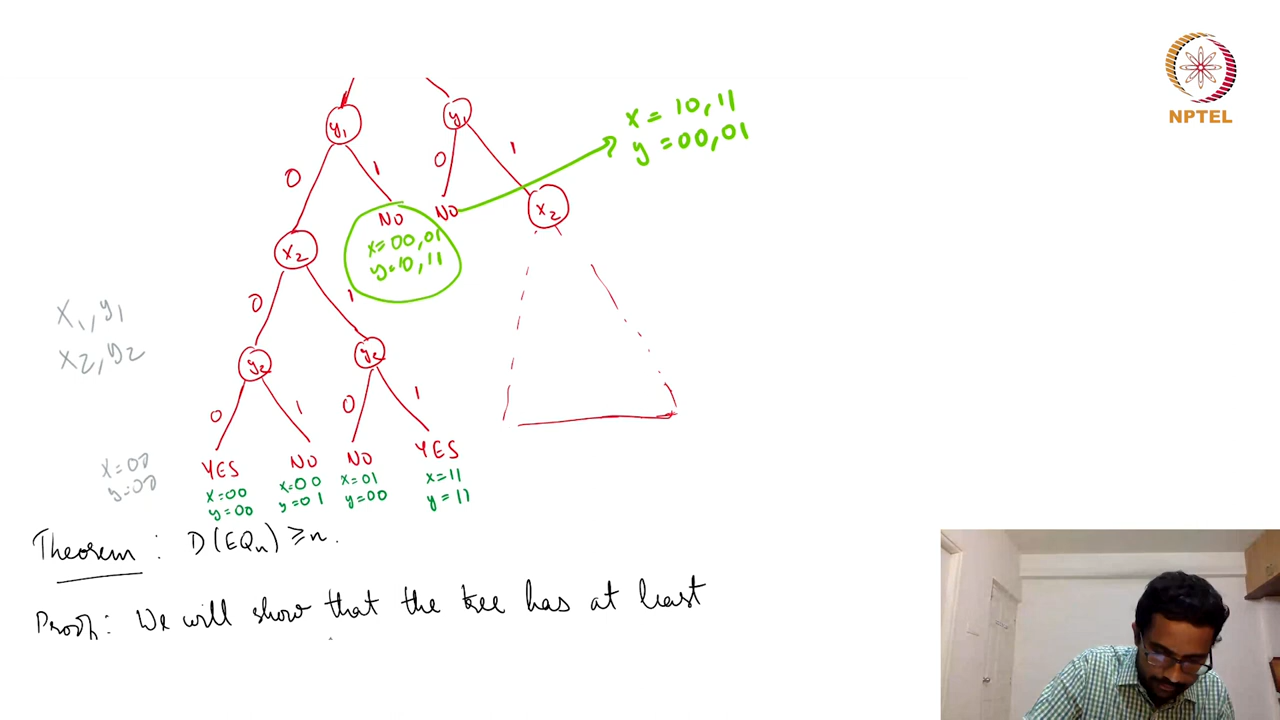 NPTEL
y1
y1
x = 10, 11
y = 00, 01
0
1
0
1
NO
x = 00, 01
y = 10, 11
NO
x2
x2
x1, y1
x2, y2
0
1
y2
y2
0
1
0
1
YES
NO
NO
YES
x=00
y=00
x=00
y=00
x=00
y=01
x=01
y=00
x=11
y=11
Theorem : D(EQn) ≥ n.
Proof: We will show that the tree has at least